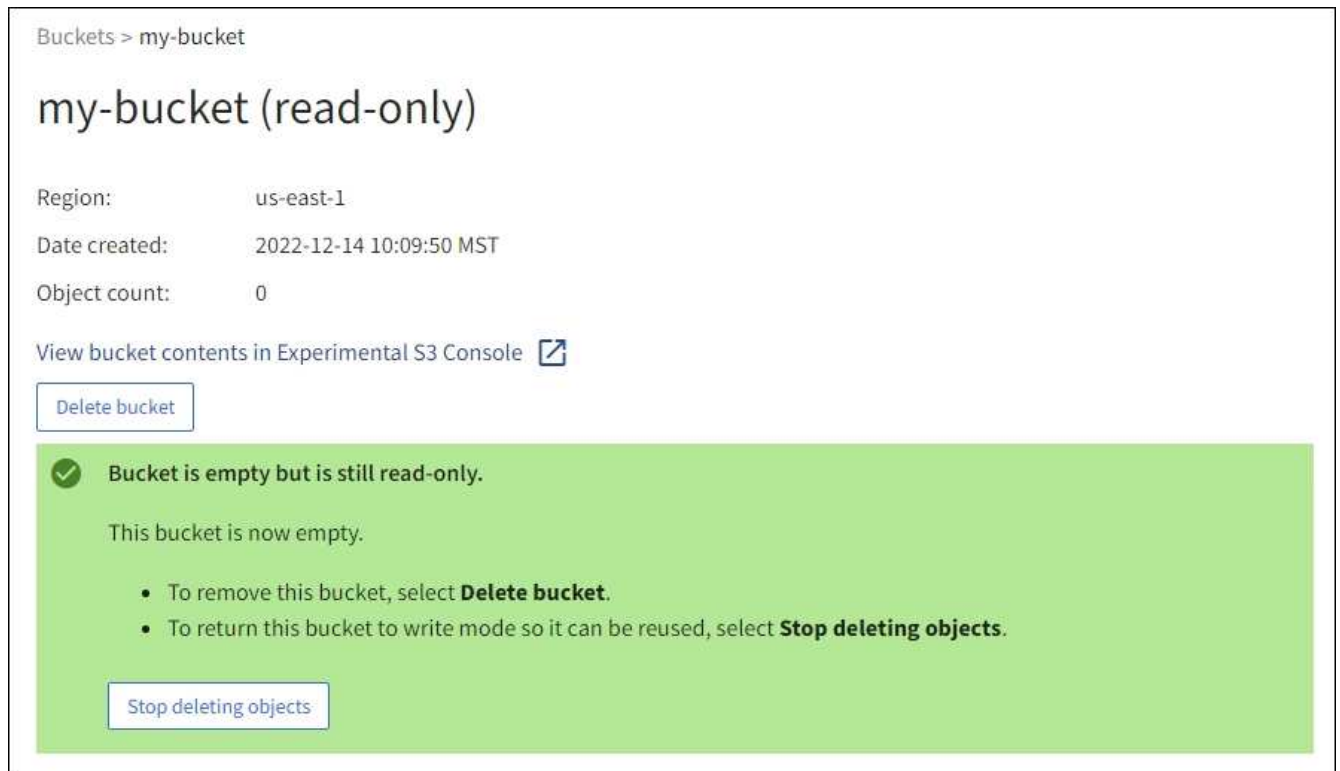 Buckets > my-bucket
my-bucket (read-only)
Region: us-east-1
Date created: 2022-12-14 10:09:50 MST
Object count: 0
View bucket contents in Experimental S3 Console
Delete bucket
Bucket is empty but is still read-only.
This bucket is now empty.
• To remove this bucket, select Delete bucket.
• To return this bucket to write mode so it can be reused, select Stop deleting objects.
Stop deleting objects